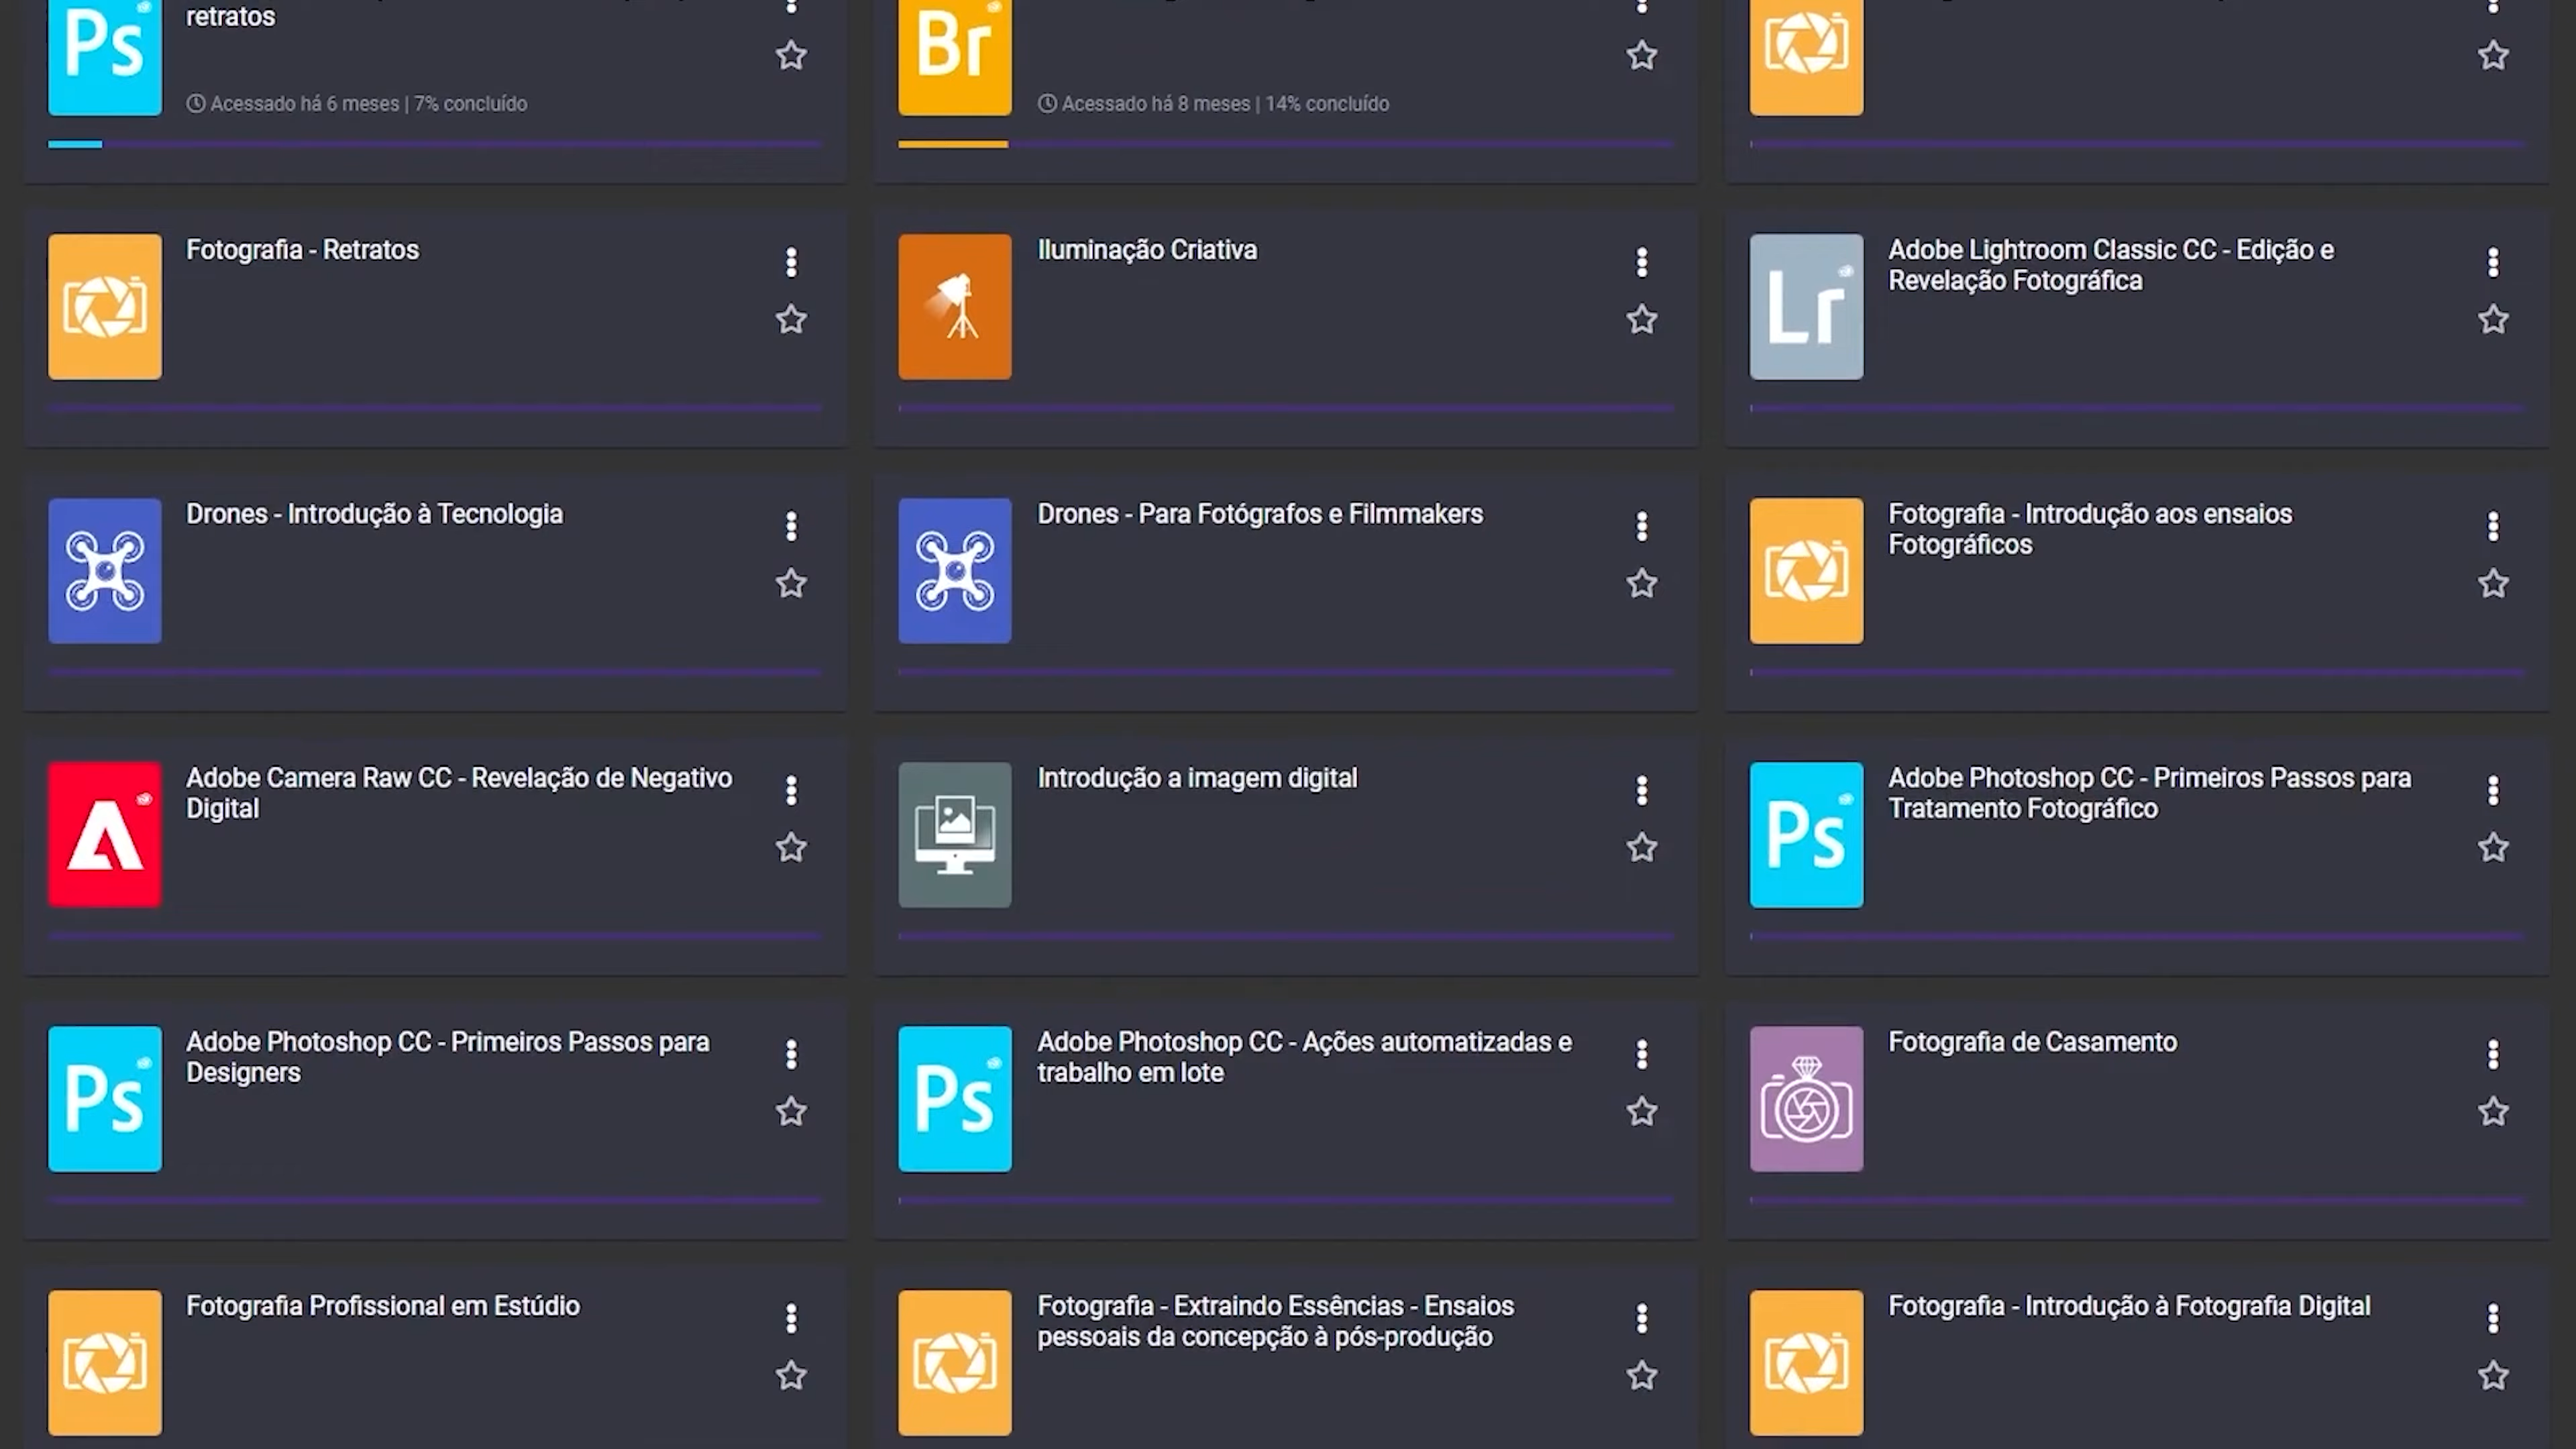 retratos
Ps
Acessado há 6 meses | 7% concluído
Br
Acessado há 8 meses | 14% concluído
Fotografia - Retratos
Iluminação Criativa
Lr
Adobe Lightroom Classic CC - Edição e
Revelação Fotográfica
Drones - Introdução à Tecnologia
Drones - Para Fotógrafos e Filmmakers
Fotografia - Introdução aos ensaios
Fotográficos
Adobe Camera Raw CC - Revelação de Negativo
Digital
Introdução a imagem digital
Ps
Adobe Photoshop CC - Primeiros Passos para
Tratamento Fotográfico
Ps
Adobe Photoshop CC - Primeiros Passos para
Designers
Ps
Adobe Photoshop CC - Ações automatizadas e
trabalho em lote
Fotografia de Casamento
Fotografia Profissional em Estúdio
Fotografia - Extraindo Essências - Ensaios
pessoais da concepção à pós-produção
Fotografia - Introdução à Fotografia Digital